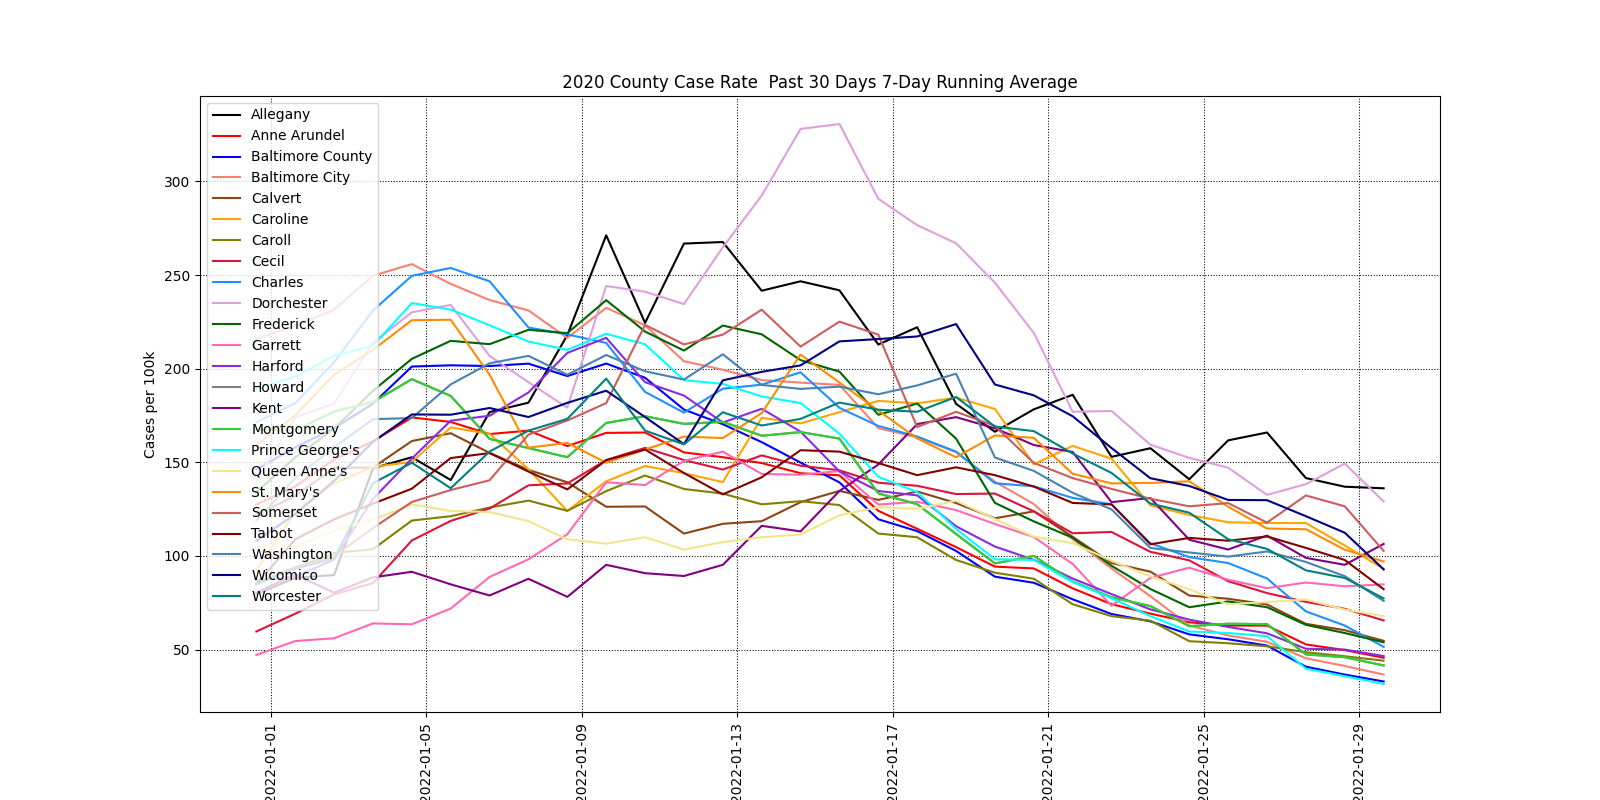 2020 County Case Rate  Past 30 Days 7-Day Running Average
Cases per 100k
300
250
200
150
100
50
Allegany
Anne Arundel
Baltimore County
Baltimore City
Calvert
Caroline
Caroll
Cecil
Charles
Dorchester
Frederick
Garrett
Harford
Howard
Kent
Montgomery
Prince George's
Queen Anne's
St. Mary's
Somerset
Talbot
Washington
Wicomico
Worcester
2022-01-01
2022-01-05
2022-01-09
2022-01-13
2022-01-17
2022-01-21
2022-01-25
2022-01-29